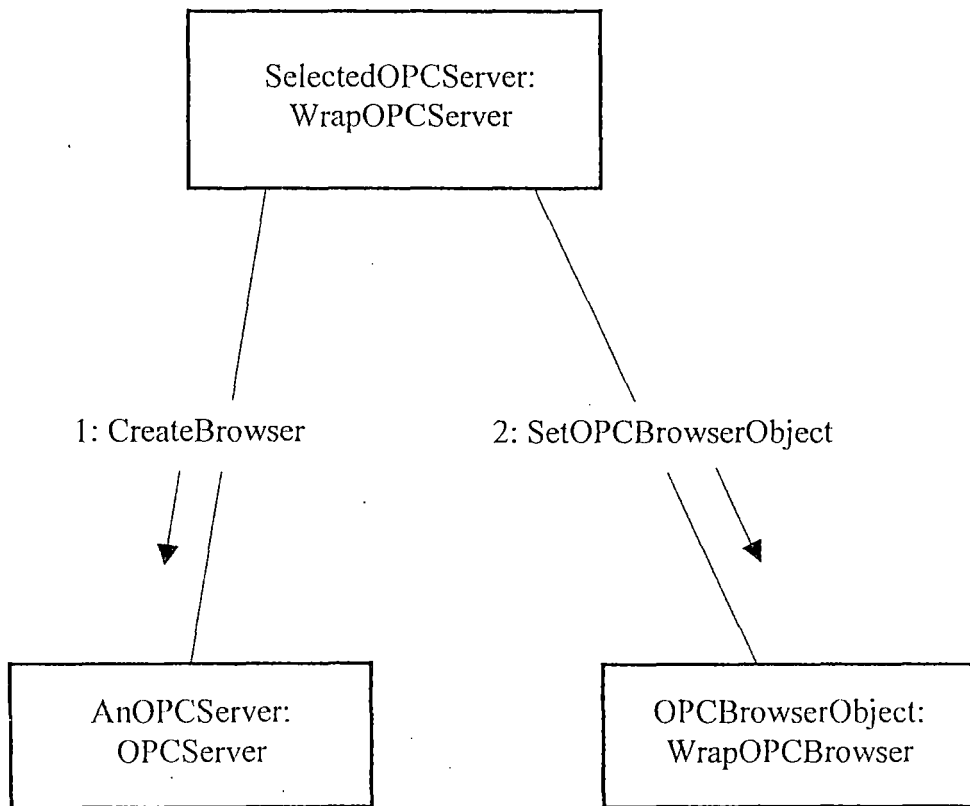 SelectedOPCServer:
WrapOPCServer
1: CreateBrowser
2: SetOPCBrowserObject
AnOPCServer:
OPCServer
OPCBrowserObject:
WrapOPCBrowser